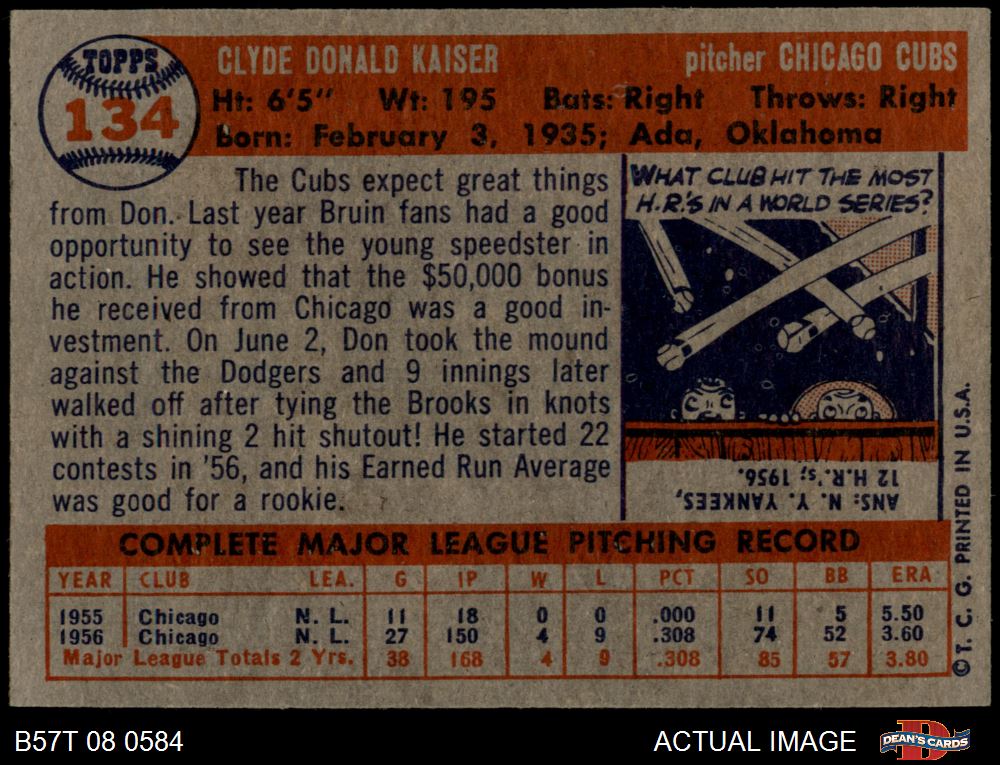 TOPPS
134
CLYDE DONALD KAISER
pitcher CHICAGO CUBS
Ht: 6'5" Wt: 195 Bats: Right Throws: Right
Born: February 3, 1935; Ada, Oklahoma
The Cubs expect great things
from Don. Last year Bruin fans had a good
opportunity to see the young speedster in
action. He showed that the $50,000 bonus
he received from Chicago was a good in-
vestment. On June 2, Don took the mound
against the Dodgers and 9 innings later
walked off after tying the Brooks in knots
with a shining 2 hit shutout! He started 22
contests in '56, and his Earned Run Average
was good for a rookie.
WHAT CLUB HIT THE MOST
H.R.'S IN A WORLD SERIES?
ANS: N. Y. YANKEES,
12 H.R.'s; 1956.
COMPLETE MAJOR LEAGUE PITCHING RECORD
YEAR CLUB LEA. G IP W L PCT SO BB ERA
1955 Chicago N. L. 11 18 0 0 .000 11 5 5.50
1956 Chicago N. L. 27 150 4 9 .308 74 52 3.60
Major League Totals 2 Yrs. 38 168 4 9 .308 85 57 3.80
© T. C. G. PRINTED IN U.S.A.
B57T 08 0584
ACTUAL IMAGE
D
DEAN'S CARDS